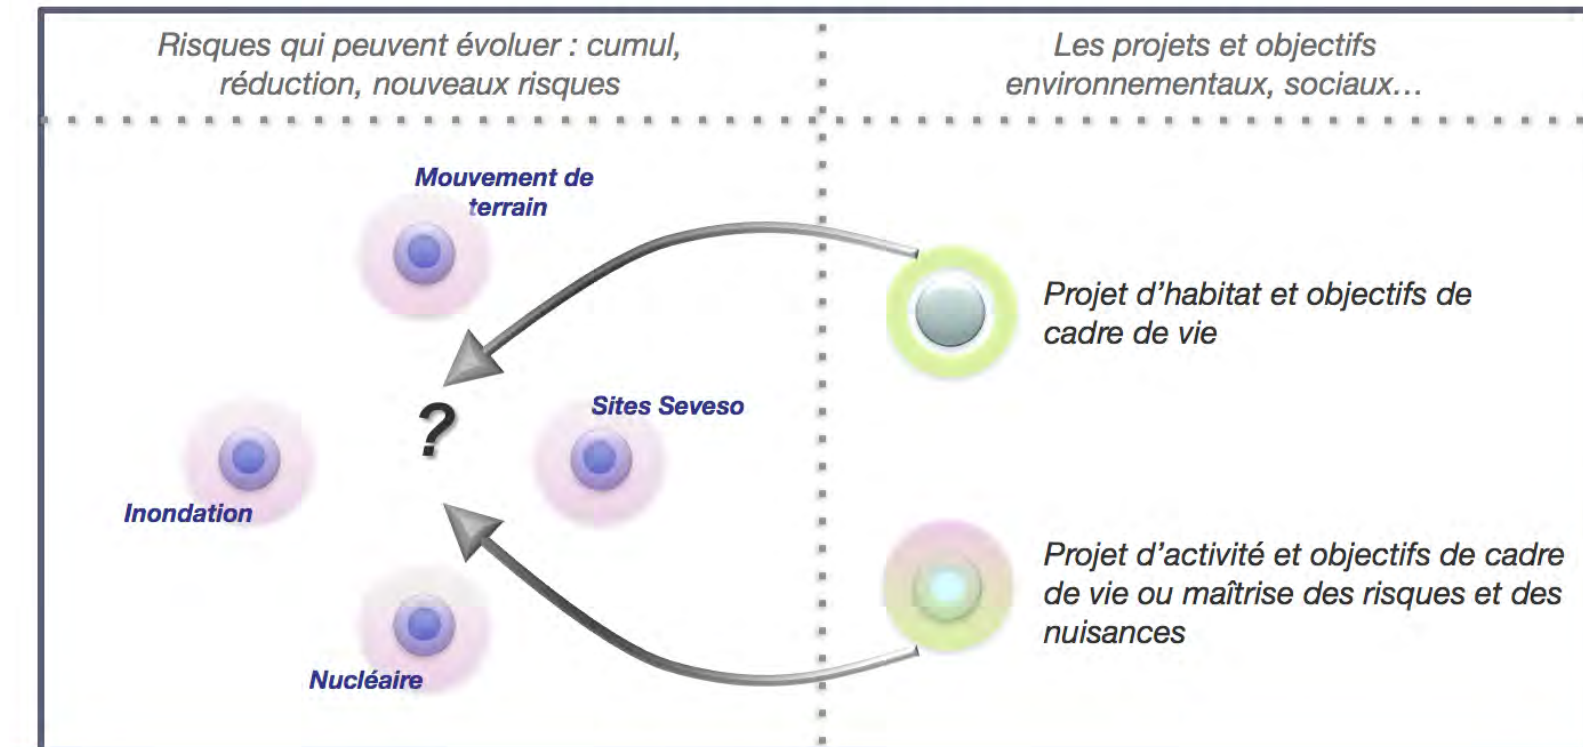 Risques qui peuvent évoluer : cumul,
réduction, nouveaux risques
Les projets et objectifs
environnementaux, sociaux...
Mouvement de
terrain
Projet d'habitat et objectifs de
cadre de vie
?
Sites Seveso
Inondation
Projet d'activité et objectifs de cadre
de vie ou maîtrise des risques et des
nuisances
Nucléaire